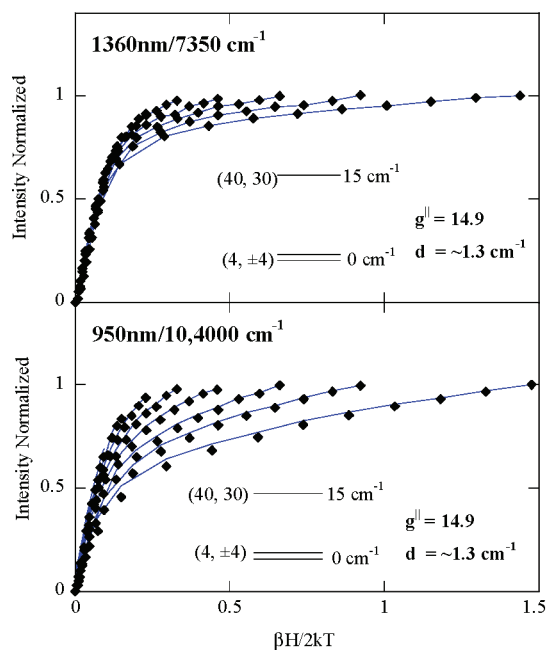 1360nm/7350 cm⁻¹
Intensity Normalized
1
0.5
0
(40, 30)
15 cm⁻¹
g^|| = 14.9
(4, ±4)
0 cm⁻¹
d = ~1.3 cm⁻¹
950nm/10,4000 cm⁻¹
Intensity Normalized
1
0.5
0
(40, 30)
15 cm⁻¹
g^|| = 14.9
(4, ±4)
0 cm⁻¹
d = ~1.3 cm⁻¹
0 0.5 1 1.5
βH/2kT